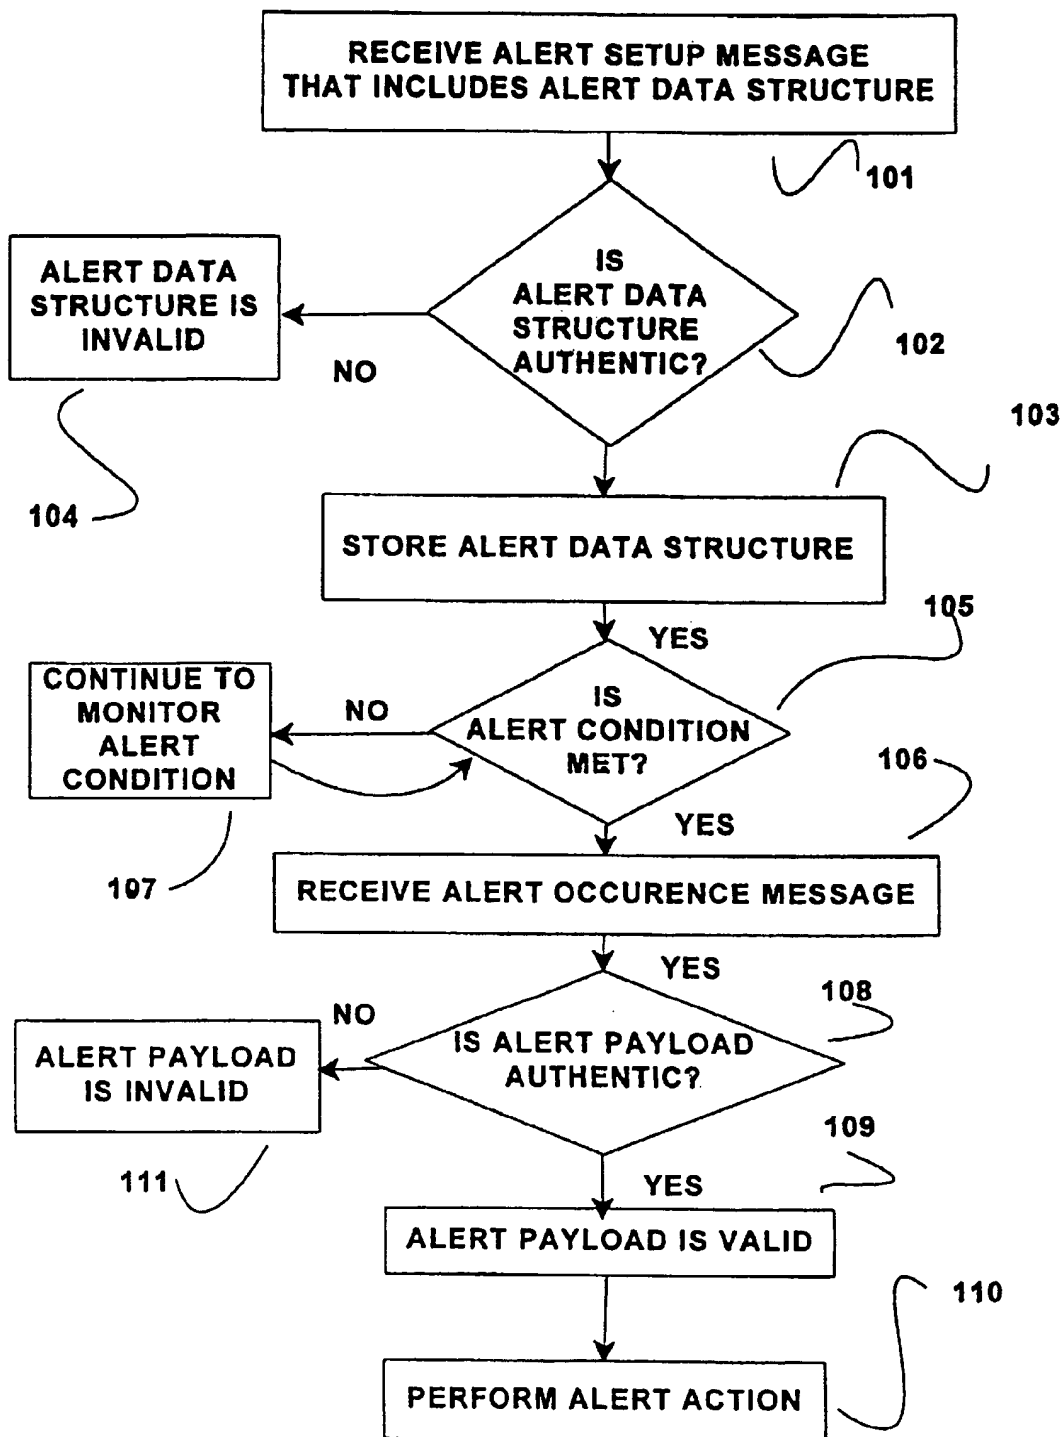 RECEIVE ALERT SETUP MESSAGE
THAT INCLUDES ALERT DATA STRUCTURE
101
IS
ALERT DATA
STRUCTURE
AUTHENTIC?
102
ALERT DATA
STRUCTURE IS
INVALID
NO
104
103
STORE ALERT DATA STRUCTURE
105
YES
IS
ALERT CONDITION
MET?
NO
CONTINUE TO
MONITOR
ALERT
CONDITION
107
YES
106
RECEIVE ALERT OCCURENCE MESSAGE
YES
108
IS ALERT PAYLOAD
AUTHENTIC?
NO
ALERT PAYLOAD
IS INVALID
111
109
YES
ALERT PAYLOAD IS VALID
110
PERFORM ALERT ACTION